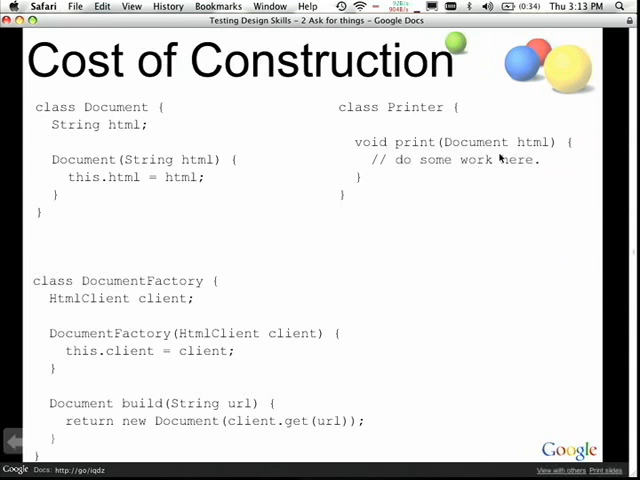 Safari File Edit View History Bookmarks Window Help (0:34) Thu 3:13 PM
Testing Design Skills - 2 Ask for things - Google Docs
Cost of Construction
class Document {
String html;
Document(String html) {
this.html = html;
}
}
class Printer {
void print(Document html) {
// do some work here.
}
}
class DocumentFactory {
HtmlClient client;
DocumentFactory(HtmlClient client) {
this.client = client;
}
Document build(String url) {
return new Document(client.get(url));
}
}
Google
Google Docs: http://go/iqdz View with others Print slides